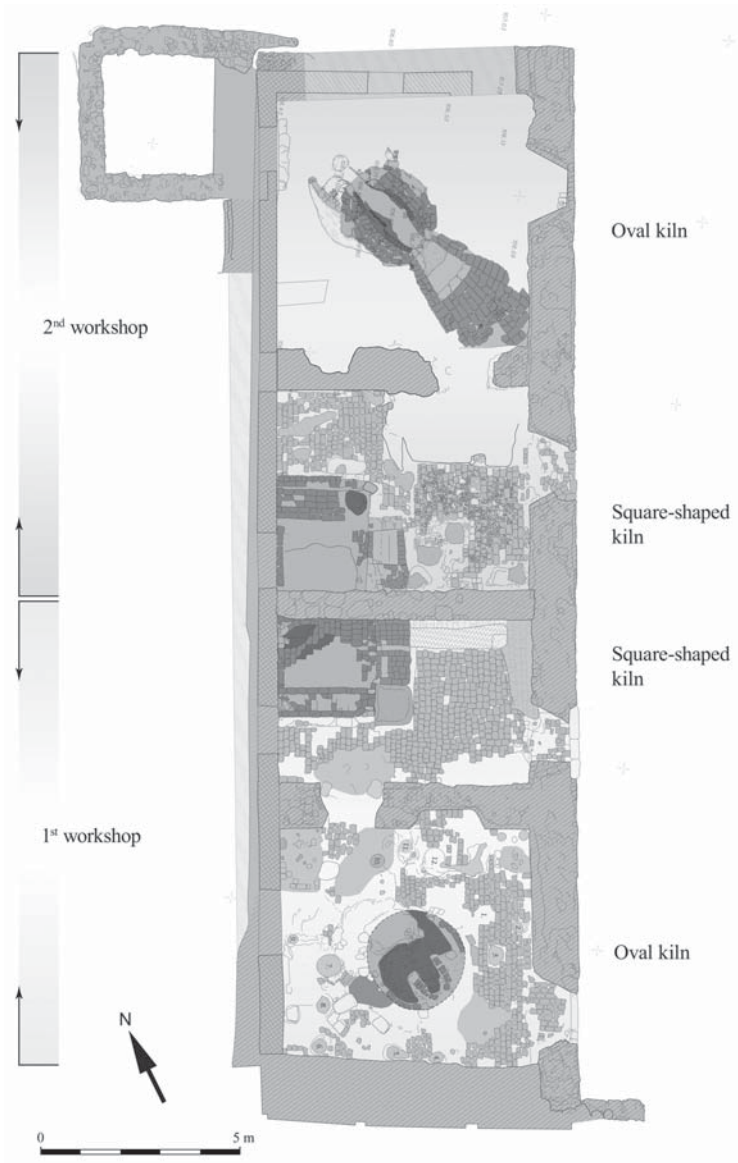 Oval kiln
2nd workshop
Square-shaped
kiln
Square-shaped
kiln
1st workshop
Oval kiln
N
0 5 m